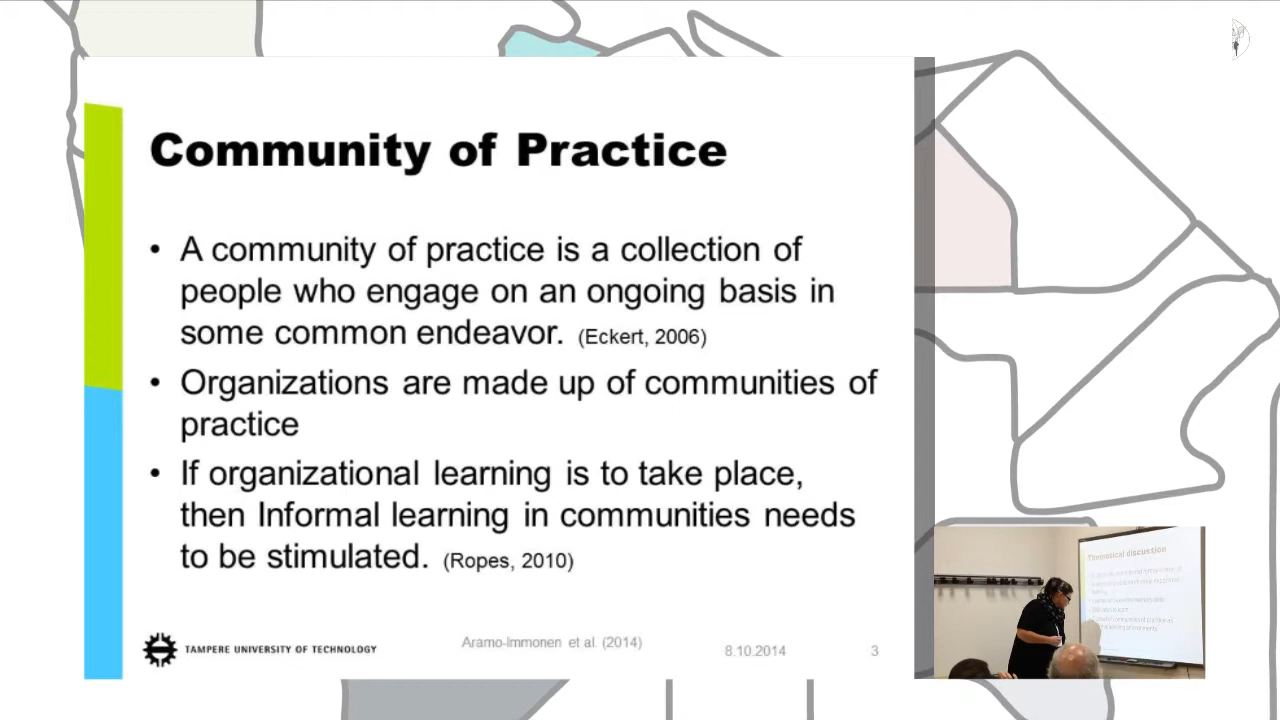 Community of Practice
• A community of practice is a collection of
people who engage on an ongoing basis in
some common endeavor. (Eckert, 2006)
• Organizations are made up of communities of
practice
• If organizational learning is to take place,
then Informal learning in communities needs
to be stimulated. (Ropes, 2010)
TAMPERE UNIVERSITY OF TECHNOLOGY
Aramo-Immonen et al. (2014)
8.10.2014
3
Theoretical discussion